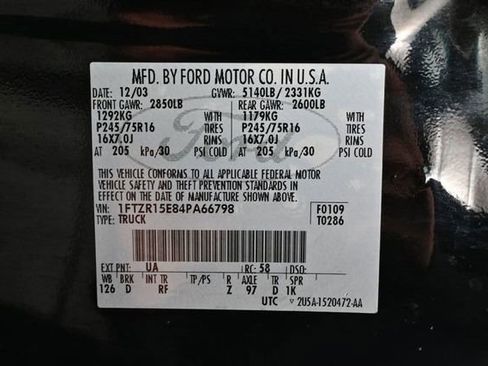 MFD. BY FORD MOTOR CO. IN U.S.A.
DATE: 12/03 GVWR: 5140LB/ 2331KG
FRONT GAWR: 2850LB REAR GAWR: 2600LB
1292KG WITH 1179KG WITH
P245/75R16 TIRES P245/75R16 TIRES
16X7.0J RIMS 16X7.0J RIMS
AT 205 kPa/30 PSI COLD AT 205 kPa/30 PSI COLD
THIS VEHICLE CONFORMS TO ALL APPLICABLE FEDERAL MOTOR
VEHICLE SAFETY AND THEFT PREVENTION STANDARDS IN
EFFECT ON THE DATE OF MANUFACTURE SHOWN ABOVE.
VIN: 1FTZR15E84PA66798 F0109
TYPE: TRUCK T0286
EXT PNT: UA RC: 58 DSO:
WB BRK INT TR TP/PS R AXLE TR SPR
126 D RF Z 97 D 1K
UTC 2U5A-1520472-AA
Ford